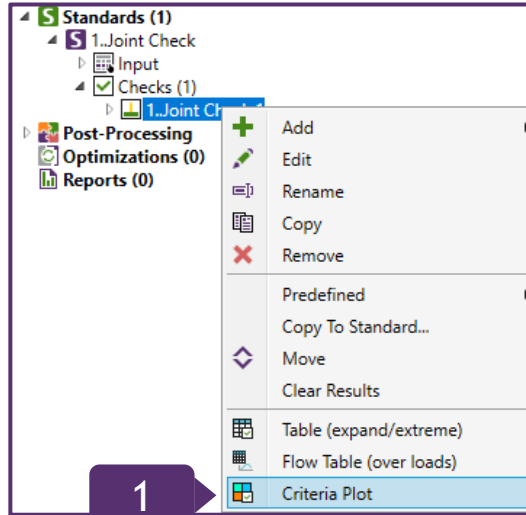 Standards (1)
1..Joint Check
Input
Checks (1)
1..Joint Ch
Post-Processing
Optimizations (0)
Reports (0)
Add
Edit
Rename
Copy
Remove
Predefined
Copy To Standard...
Move
Clear Results
Table (expand/extreme)
Flow Table (over loads)
Criteria Plot
1